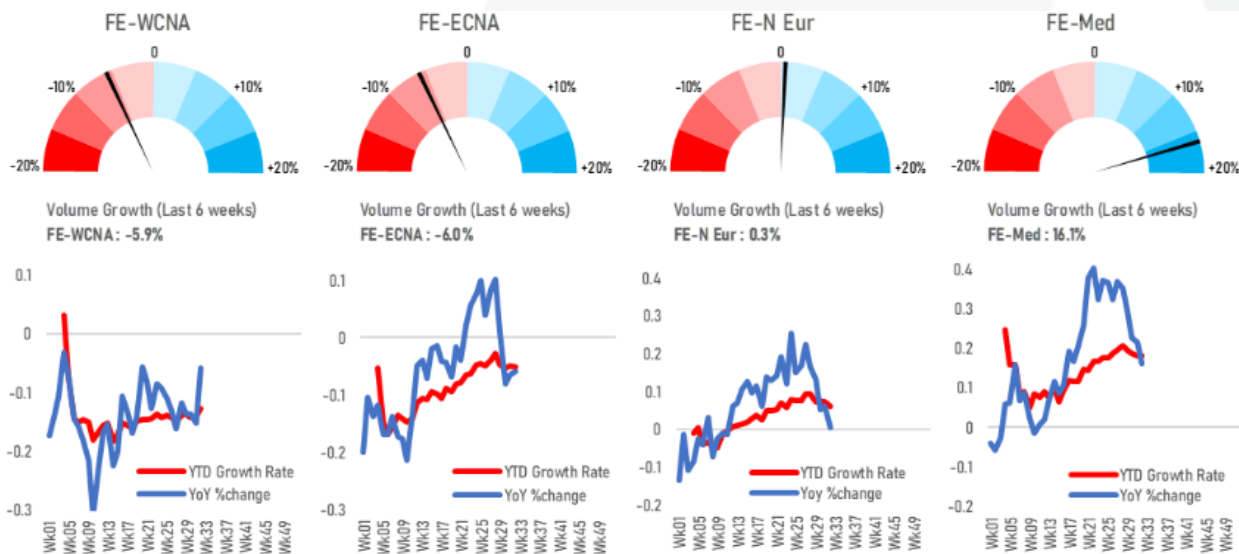 FE-WCNA
0
-10%
+10%
-20%
+20%
Volume Growth (Last 6 weeks)
FE-WCNA : -5.9%
0.1
0
-0.1
-0.2
-0.3
YTD Growth Rate
YoY %change
Wk01
Wk05
Wk09
Wk13
Wk17
Wk21
Wk25
Wk29
Wk33
Wk37
Wk41
Wk45
Wk49
FE-ECNA
0
-10%
+10%
-20%
+20%
Volume Growth (Last 6 weeks)
FE-ECNA : -6.0%
0.1
0
-0.1
-0.2
-0.3
YTD Growth Rate
YoY %change
Wk01
Wk05
Wk09
Wk13
Wk17
Wk21
Wk25
Wk29
Wk33
Wk37
Wk41
Wk45
Wk49
FE-N Eur
0
-10%
+10%
-20%
+20%
Volume Growth (Last 6 weeks)
FE-N Eur : 0.3%
0.4
0.3
0.2
0.1
0
-0.1
-0.2
YTD Growth Rate
Yoy %change
Wk01
Wk05
Wk09
Wk13
Wk17
Wk21
Wk25
Wk29
Wk33
Wk37
Wk41
Wk45
Wk49
FE-Med
0
-10%
+10%
-20%
+20%
Volume Growth (Last 6 weeks)
FE-Med : 16.1%
0.4
0.3
0.2
0.1
0
-0.1
-0.2
YTD Growth Rate
YoY %change
Wk01
Wk05
Wk09
Wk13
Wk17
Wk21
Wk25
Wk29
Wk33
Wk37
Wk41
Wk45
Wk49